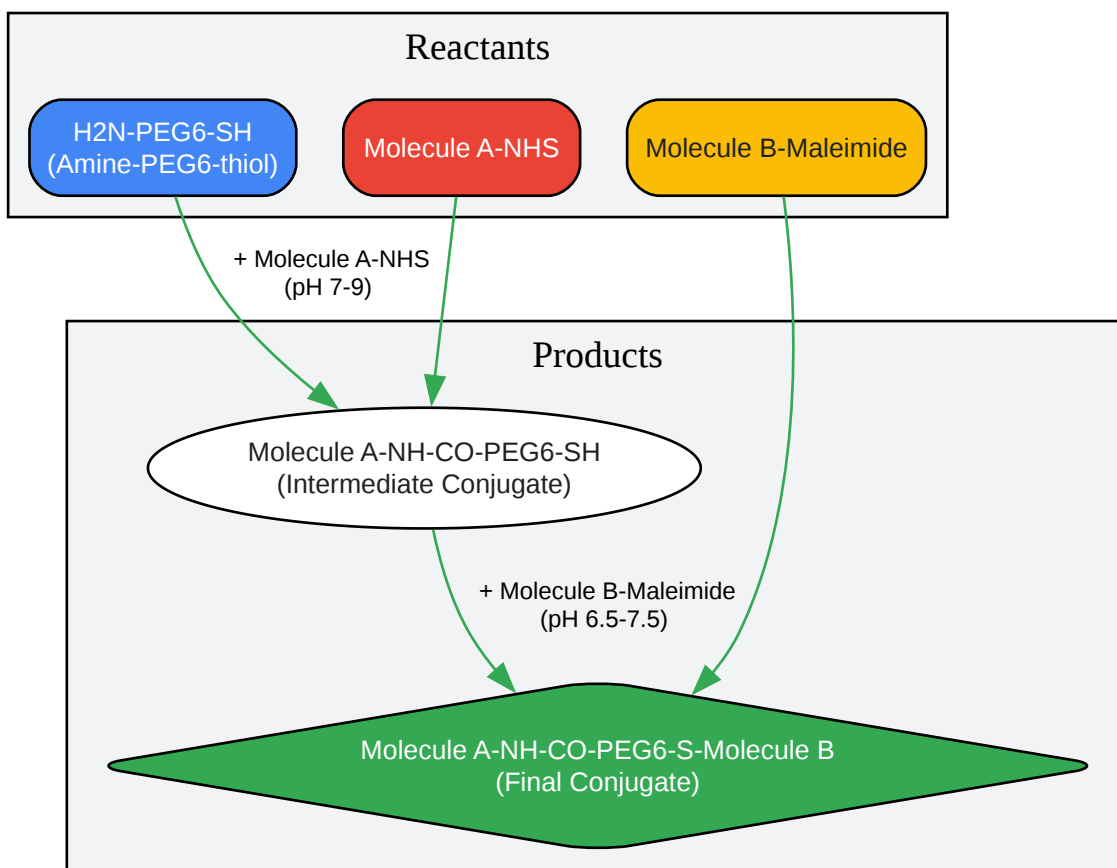 Reactants
H2N-PEG6-SH
(Amine-PEG6-thiol)
Molecule A-NHS
Molecule B-Maleimide
+ Molecule A-NHS
(pH 7-9)
Products
Molecule A-NH-CO-PEG6-SH
(Intermediate Conjugate)
+ Molecule B-Maleimide
(pH 6.5-7.5)
Molecule A-NH-CO-PEG6-S-Molecule B
(Final Conjugate)